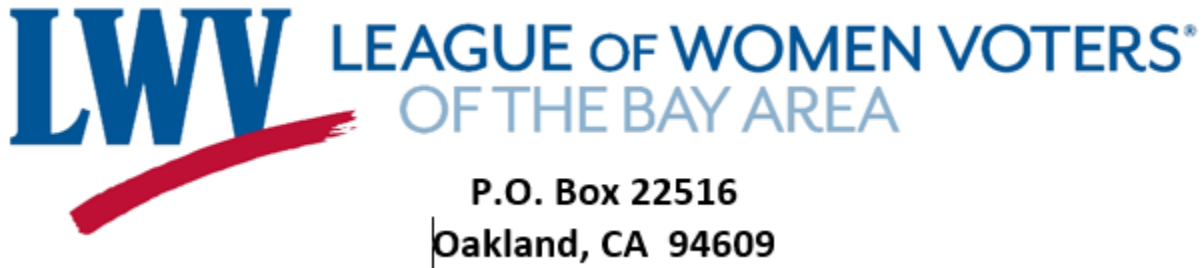 LWV LEAGUE OF WOMEN VOTERS®
OF THE BAY AREA
P.O. Box 22516
Oakland, CA  94609